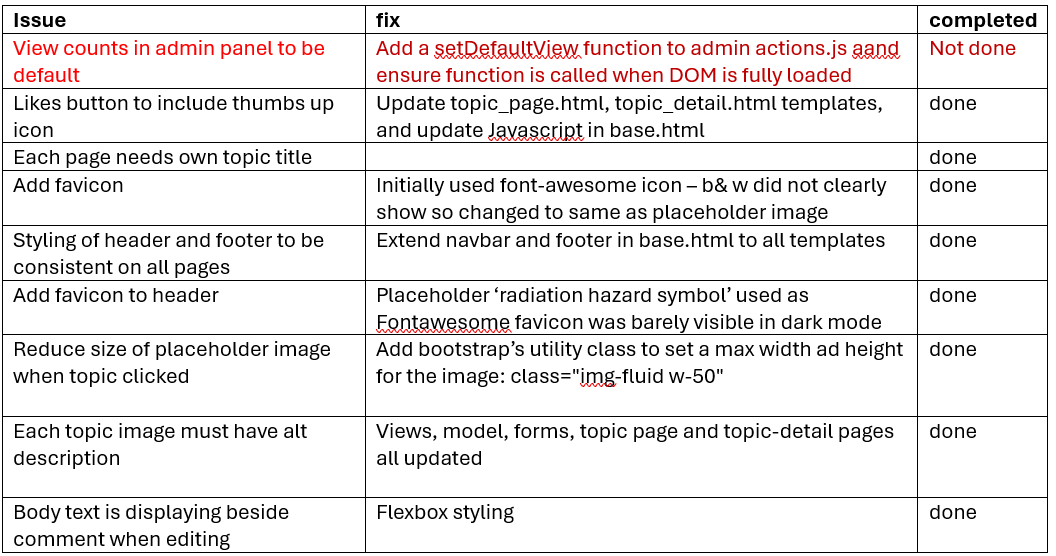 Issue fix completed
View counts in admin panel to be Add a setDefaultView function to admin actions.js aand Not done
default ensure function is called when DOM is fully loaded
Likes button to include thumbs up Update topic_page.html, topic_detail.html templates, done
icon and update Javascript in base.html
Each page needs own topic title done
Add favicon Initially used font-awesome icon – b& w did not clearly done
show so changed to same as placeholder image
Styling of header and footer to be Extend navbar and footer in base.html to all templates done
consistent on all pages
Add favicon to header Placeholder ‘radiation hazard symbol’ used as done
Fontawesome favicon was barely visible in dark mode
Reduce size of placeholder image Add bootstrap’s utility class to set a max width ad height done
when topic clicked for the image: class="img-fluid w-50"
Each topic image must have alt Views, model, forms, topic page and topic-detail pages done
description all updated
Body text is displaying beside Flexbox styling done
comment when editing